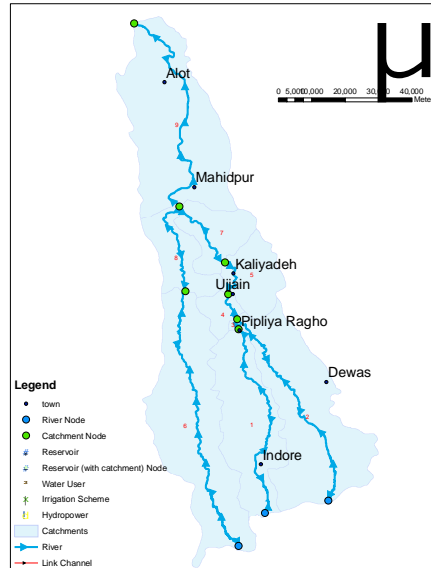 µ
0 5,00010,000 20,000 30,000 40,000
Mete
Alot
9
Mahidpur
7
8
Kaliyadeh
5
Ujjain
4
3
Pipliya Ragho
Dewas
2
6
1
Indore
Legend
town
River Node
Catchment Node
Reservoir
Reservoir (with catchment) Node
Water User
Irrigation Scheme
Hydropower
Catchments
River
Link Channel